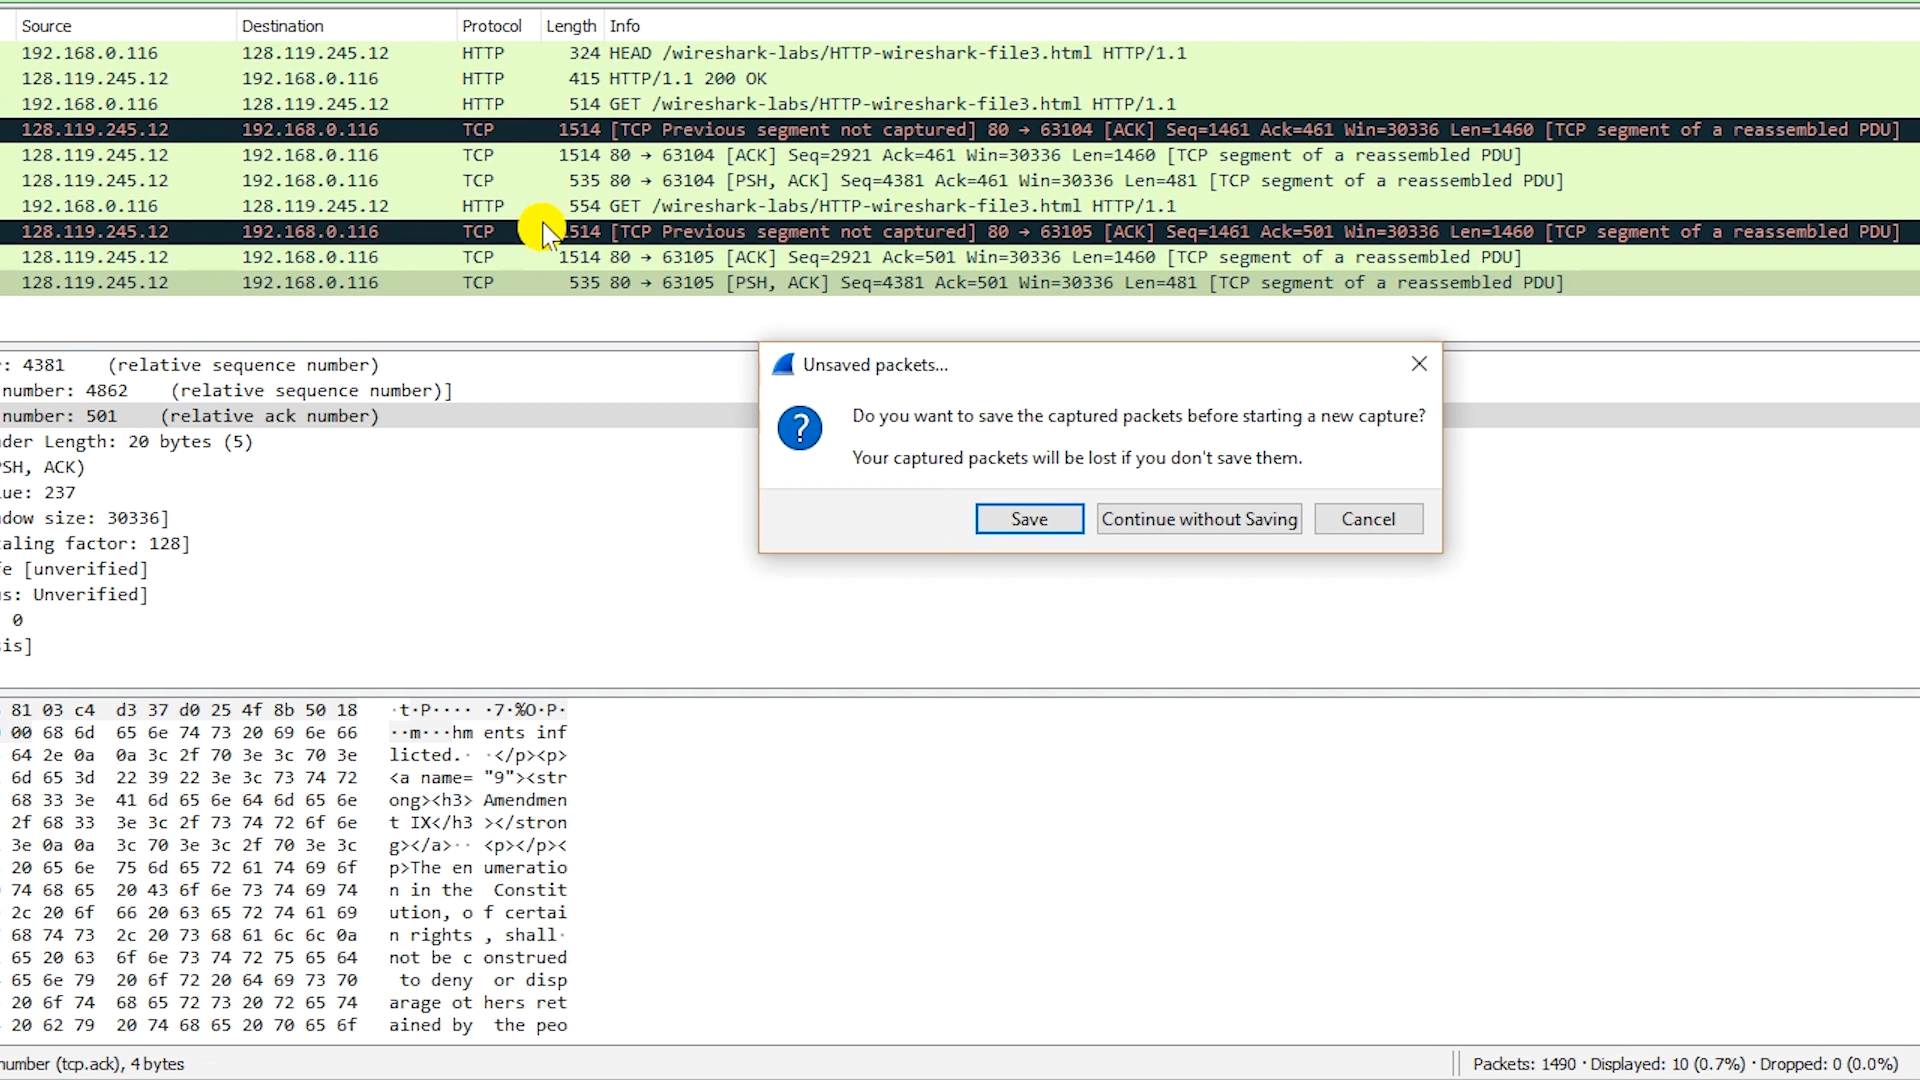 Source Destination Protocol Length Info
192.168.0.116 128.119.245.12 HTTP 324 HEAD /wireshark-labs/HTTP-wireshark-file3.html HTTP/1.1
128.119.245.12 192.168.0.116 HTTP 415 HTTP/1.1 200 OK
192.168.0.116 128.119.245.12 HTTP 514 GET /wireshark-labs/HTTP-wireshark-file3.html HTTP/1.1
128.119.245.12 192.168.0.116 TCP 1514 [TCP Previous segment not captured] 80 → 63104 [ACK] Seq=1461 Ack=461 Win=30336 Len=1460 [TCP segment of a reassembled PDU]
128.119.245.12 192.168.0.116 TCP 1514 80 → 63104 [ACK] Seq=2921 Ack=461 Win=30336 Len=1460 [TCP segment of a reassembled PDU]
128.119.245.12 192.168.0.116 TCP 535 80 → 63104 [PSH, ACK] Seq=4381 Ack=461 Win=30336 Len=481 [TCP segment of a reassembled PDU]
192.168.0.116 128.119.245.12 HTTP 554 GET /wireshark-labs/HTTP-wireshark-file3.html HTTP/1.1
128.119.245.12 192.168.0.116 TCP 514 [TCP Previous segment not captured] 80 → 63105 [ACK] Seq=1461 Ack=501 Win=30336 Len=1460 [TCP segment of a reassembled PDU]
128.119.245.12 192.168.0.116 TCP 1514 80 → 63105 [ACK] Seq=2921 Ack=501 Win=30336 Len=1460 [TCP segment of a reassembled PDU]
128.119.245.12 192.168.0.116 TCP 535 80 → 63105 [PSH, ACK] Seq=4381 Ack=501 Win=30336 Len=481 [TCP segment of a reassembled PDU]
: 4381 (relative sequence number)
number: 4862 (relative sequence number)]
number: 501 (relative ack number)
der Length: 20 bytes (5)
SH, ACK)
ue: 237
dow size: 30336]
aling factor: 128]
e [unverified]
s: Unverified]
0
is]
Unsaved packets...
Do you want to save the captured packets before starting a new capture?
Your captured packets will be lost if you don't save them.
Save Continue without Saving Cancel
81 03 c4 d3 37 d0 25 4f 8b 50 18 ·t·P···· ·7·%O·P·
00 68 6d 65 6e 74 73 20 69 6e 66 ··m···hm ents inf
64 2e 0a 0a 3c 2f 70 3e 3c 70 3e licted.· ·</p><p>
6d 65 3d 22 39 22 3e 3c 73 74 72 <a name= "9"><str
68 33 3e 41 6d 65 6e 64 6d 65 6e ong><h3> Amendmen
2f 68 33 3e 3c 2f 73 74 72 6f 6e t IX</h3 ></stron
3e 0a 0a 3c 70 3e 3c 2f 70 3e 3c g></a>·· <p></p><
20 65 6e 75 6d 65 72 61 74 69 6f p>The en umeratio
74 68 65 20 43 6f 6e 73 74 69 74 n in the Constit
2c 20 6f 66 20 63 65 72 74 61 69 ution, o f certai
68 74 73 2c 20 73 68 61 6c 6c 0a n rights , shall·
65 20 63 6f 6e 73 74 72 75 65 64 not be c onstrued
65 6e 79 20 6f 72 20 64 69 73 70 to deny or disp
20 6f 74 68 65 72 73 20 72 65 74 arage ot hers ret
20 62 79 20 74 68 65 20 70 65 6f ained by the peo
number (tcp.ack), 4 bytes
Packets: 1490 · Displayed: 10 (0.7%) · Dropped: 0 (0.0%)